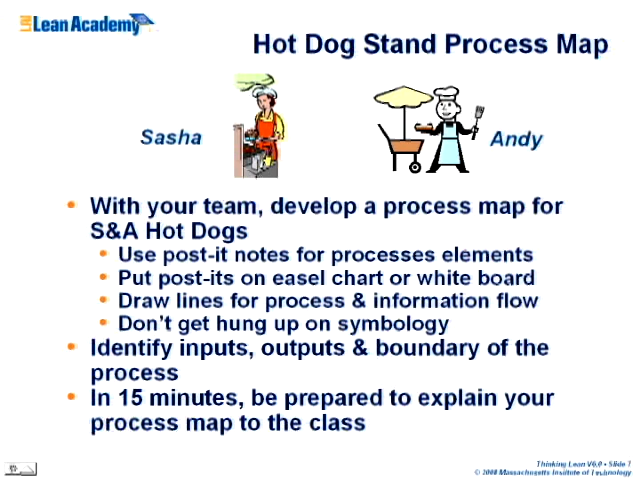 LAI Lean Academy
Hot Dog Stand Process Map
Sasha
Andy
• With your team, develop a process map for
S&A Hot Dogs
• Use post-it notes for processes elements
• Put post-its on easel chart or white board
• Draw lines for process & information flow
• Don't get hung up on symbology
• Identify inputs, outputs & boundary of the
process
• In 15 minutes, be prepared to explain your
process map to the class
Thinking Lean V6.0 • Slide 7
© 2008 Massachusetts Institute of Technology